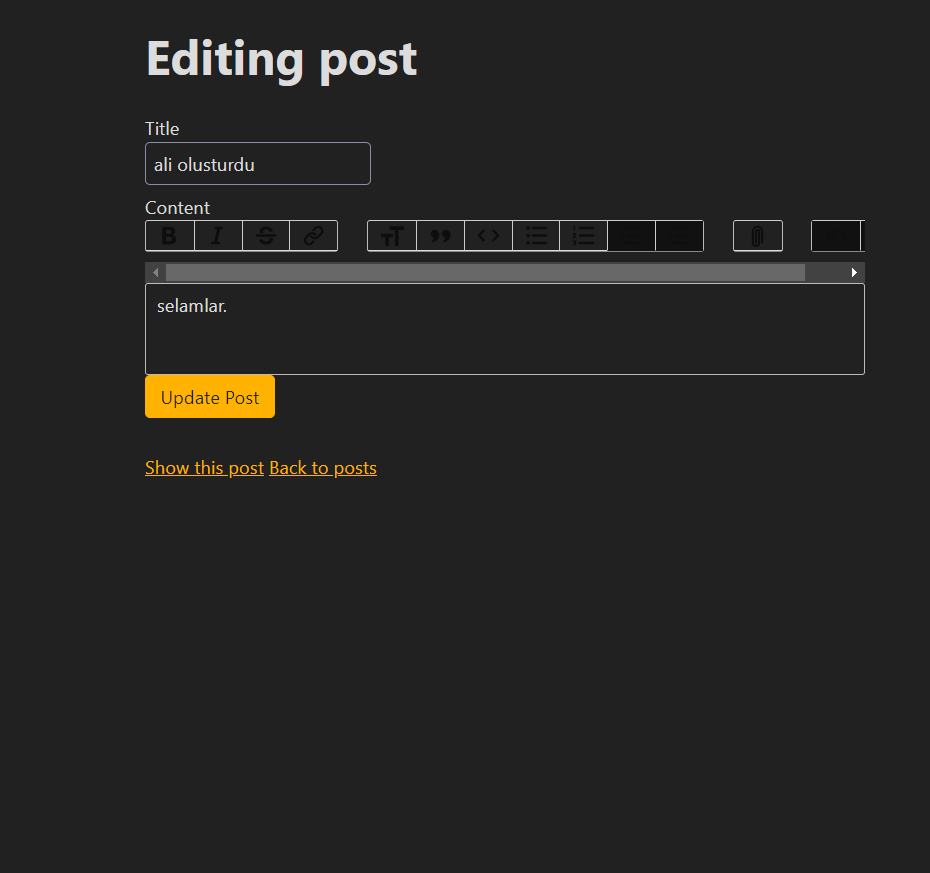 Editing post
Title
ali olusturdu
Content
selamlar.
Update Post
Show this post Back to posts